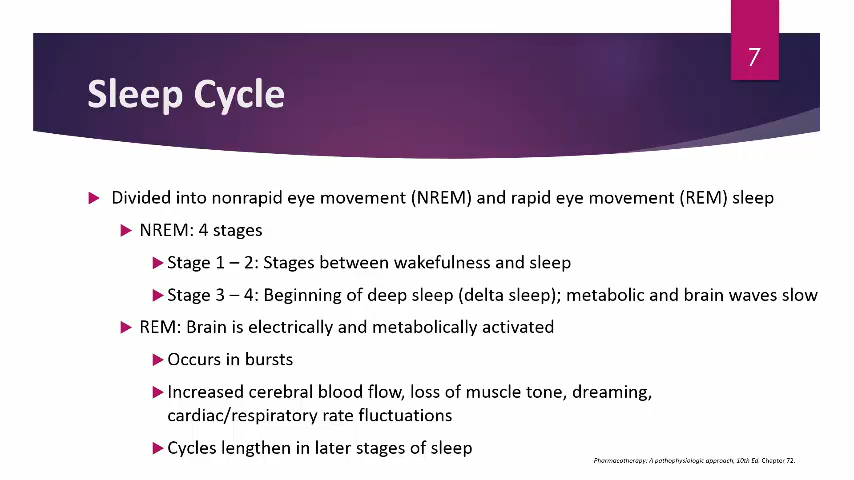 7
Sleep Cycle
Divided into nonrapid eye movement (NREM) and rapid eye movement (REM) sleep
NREM: 4 stages
Stage 1 – 2: Stages between wakefulness and sleep
Stage 3 – 4: Beginning of deep sleep (delta sleep); metabolic and brain waves slow
REM: Brain is electrically and metabolically activated
Occurs in bursts
Increased cerebral blood flow, loss of muscle tone, dreaming,
cardiac/respiratory rate fluctuations
Cycles lengthen in later stages of sleep
Pharmacotherapy: A pathophysiologic approach, 10th Ed. Chapter 72.